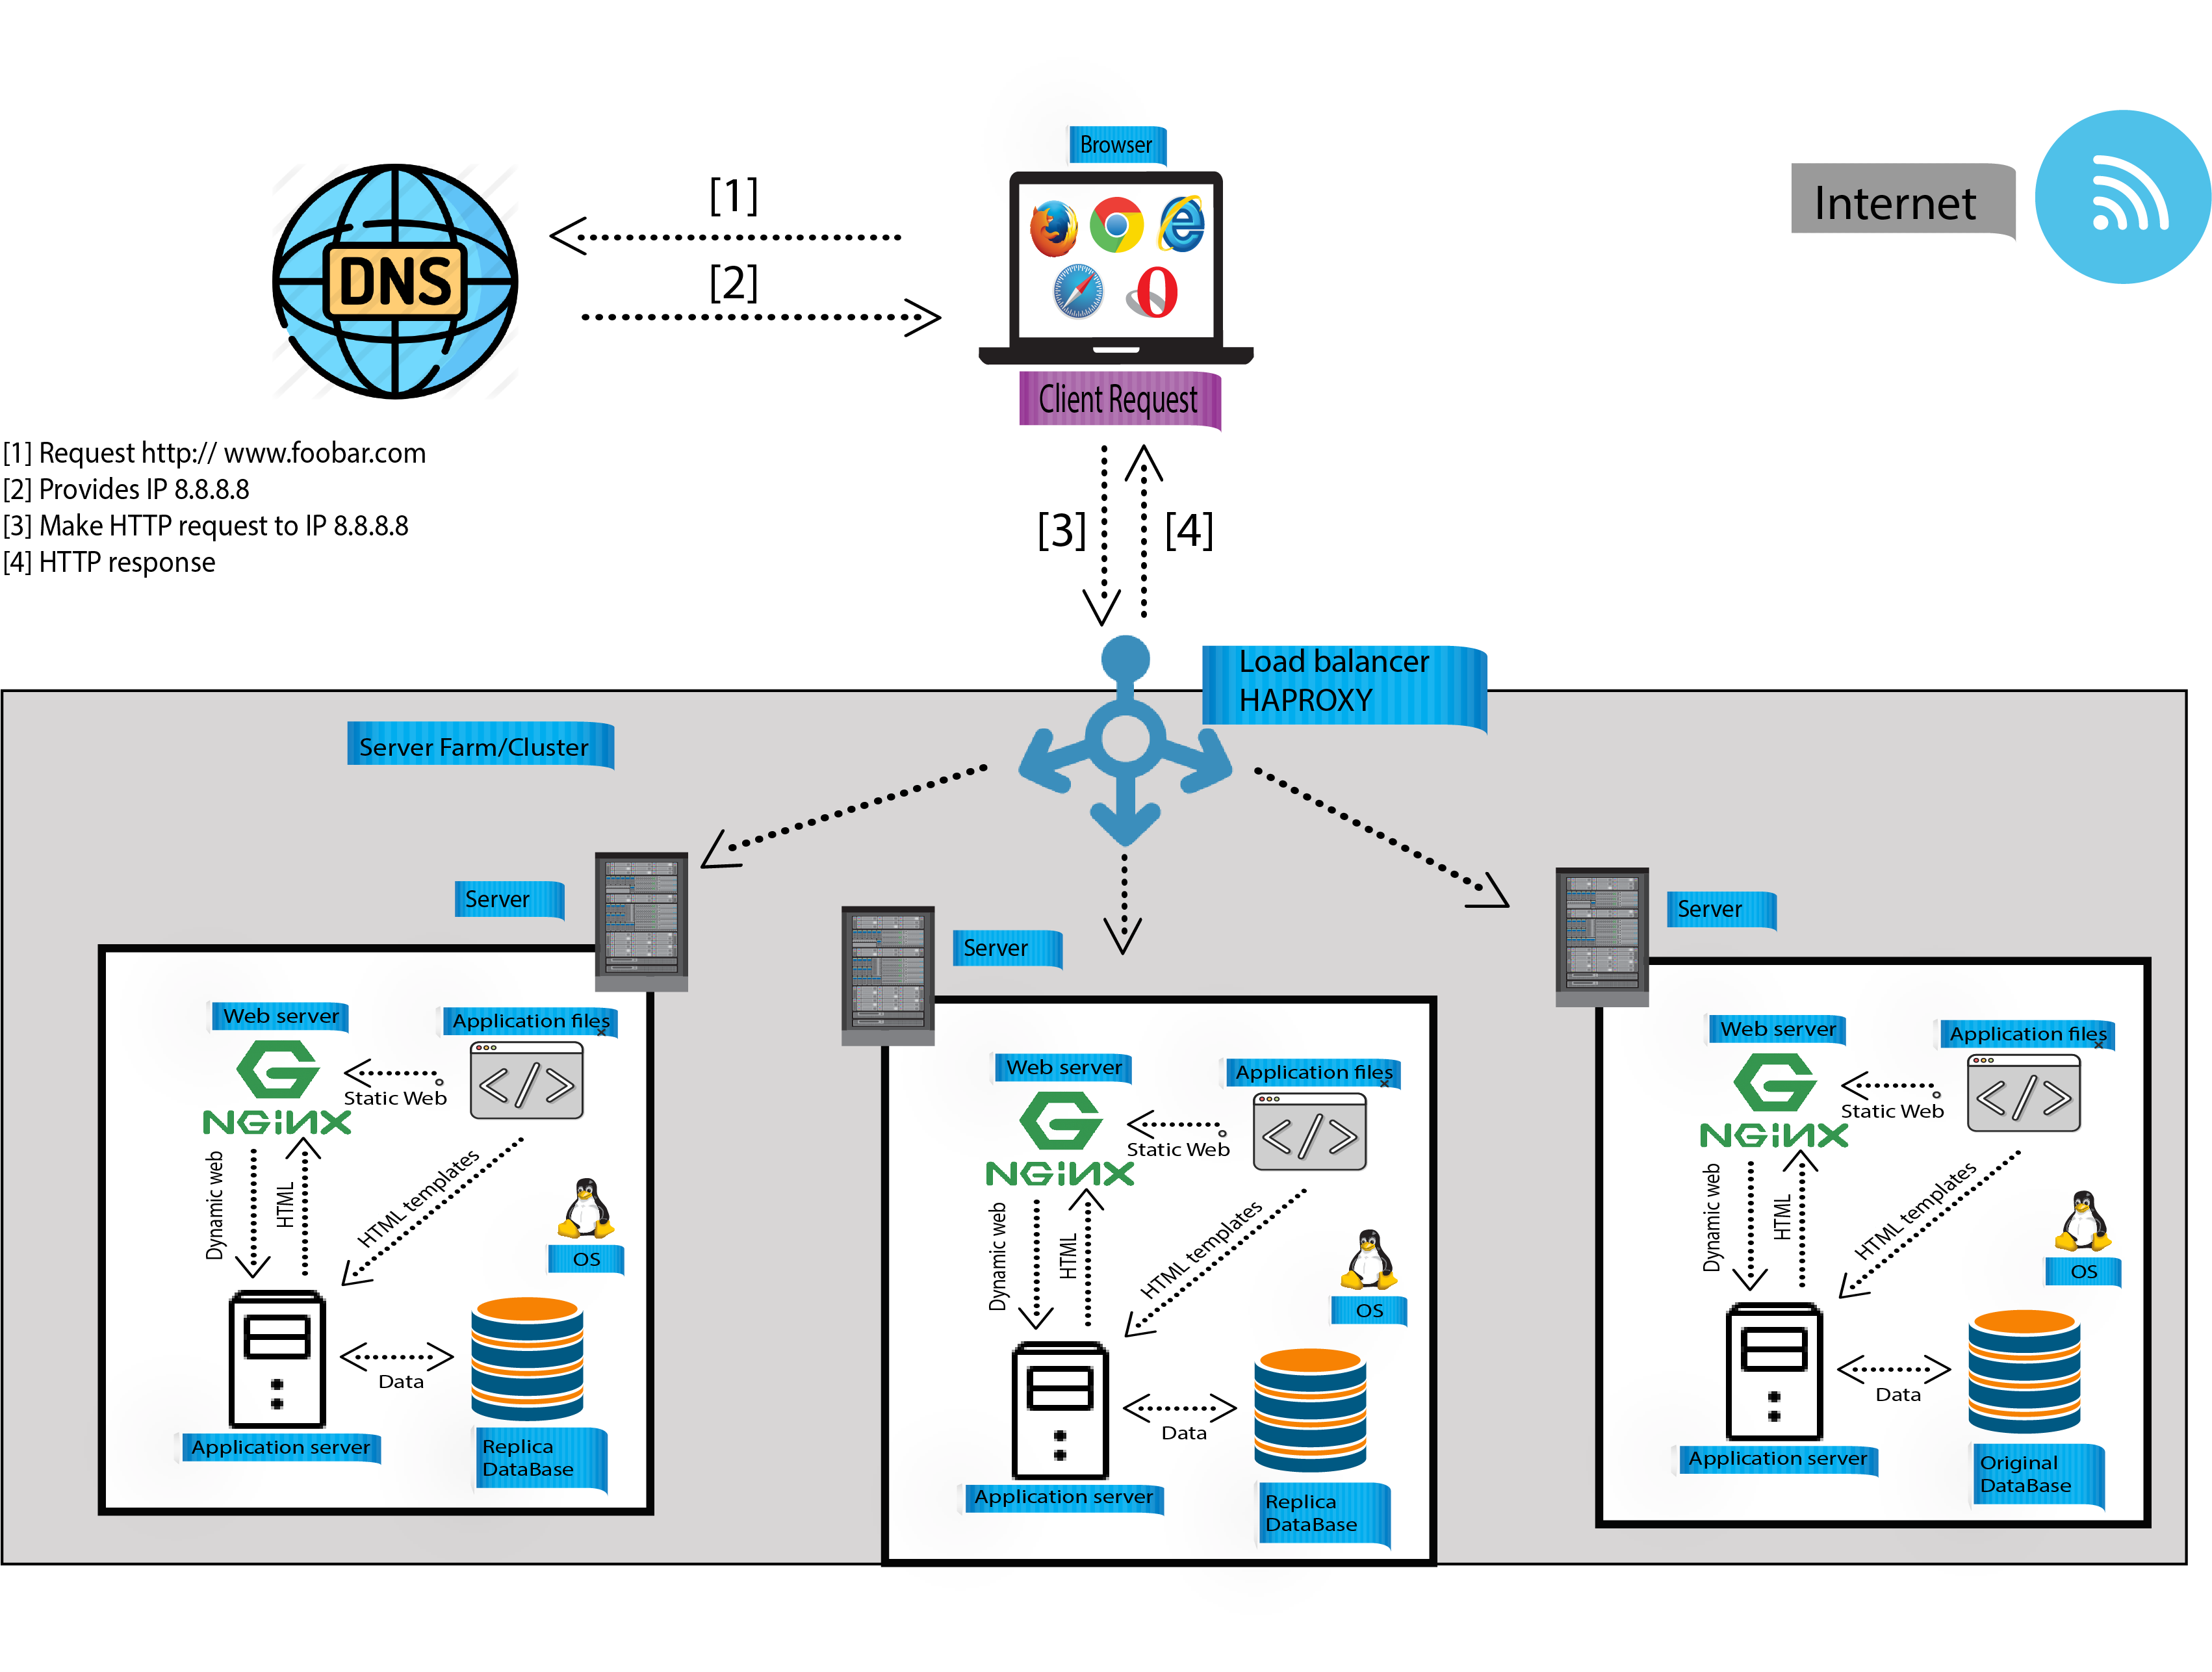 Browser
Internet
[1]
DNS
[2]
Client Request
[1] Request http:// www.foobar.com
[2] Provides IP 8.8.8.8
[3] Make HTTP request to IP 8.8.8.8
[4] HTTP response
[3]
[4]
Load balancer
HAPROXY
Server Farm/Cluster
Server
Web server
Application files
NGiNX
Static Web
Dynamic web
HTML
HTML templates
OS
Data
Application server
Replica
DataBase
Server
Web server
Application files
NGiNX
Static Web
Dynamic web
HTML
HTML templates
OS
Data
Application server
Replica
DataBase
Server
Web server
Application files
NGiNX
Static Web
Dynamic web
HTML
HTML templates
OS
Data
Application server
Original
DataBase